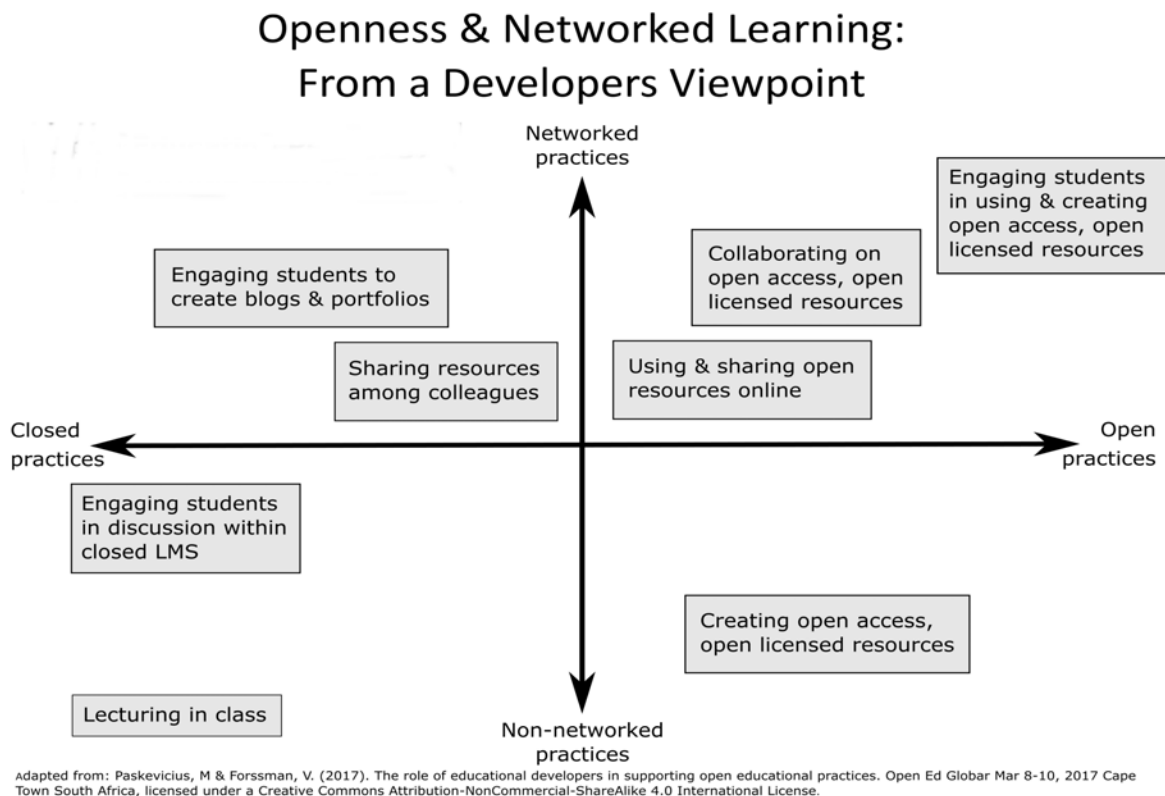 Openness & Networked Learning:
From a Developers Viewpoint
Networked
practices
Engaging students
in using & creating
open access, open
licensed resources
Collaborating on
open access, open
licensed resources
Engaging students to
create blogs & portfolios
Sharing resources
among colleagues
Using & sharing open
resources online
Closed
practices
Open
practices
Engaging students
in discussion within
closed LMS
Creating open access,
open licensed resources
Lecturing in class
Non-networked
practices
Adapted from: Paskevicius, M & Forssman, V. (2017). The role of educational developers in supporting open educational practices. Open Ed Globar Mar 8-10, 2017 Cape
Town South Africa, licensed under a Creative Commons Attribution-NonCommercial-ShareAlike 4.0 International License.